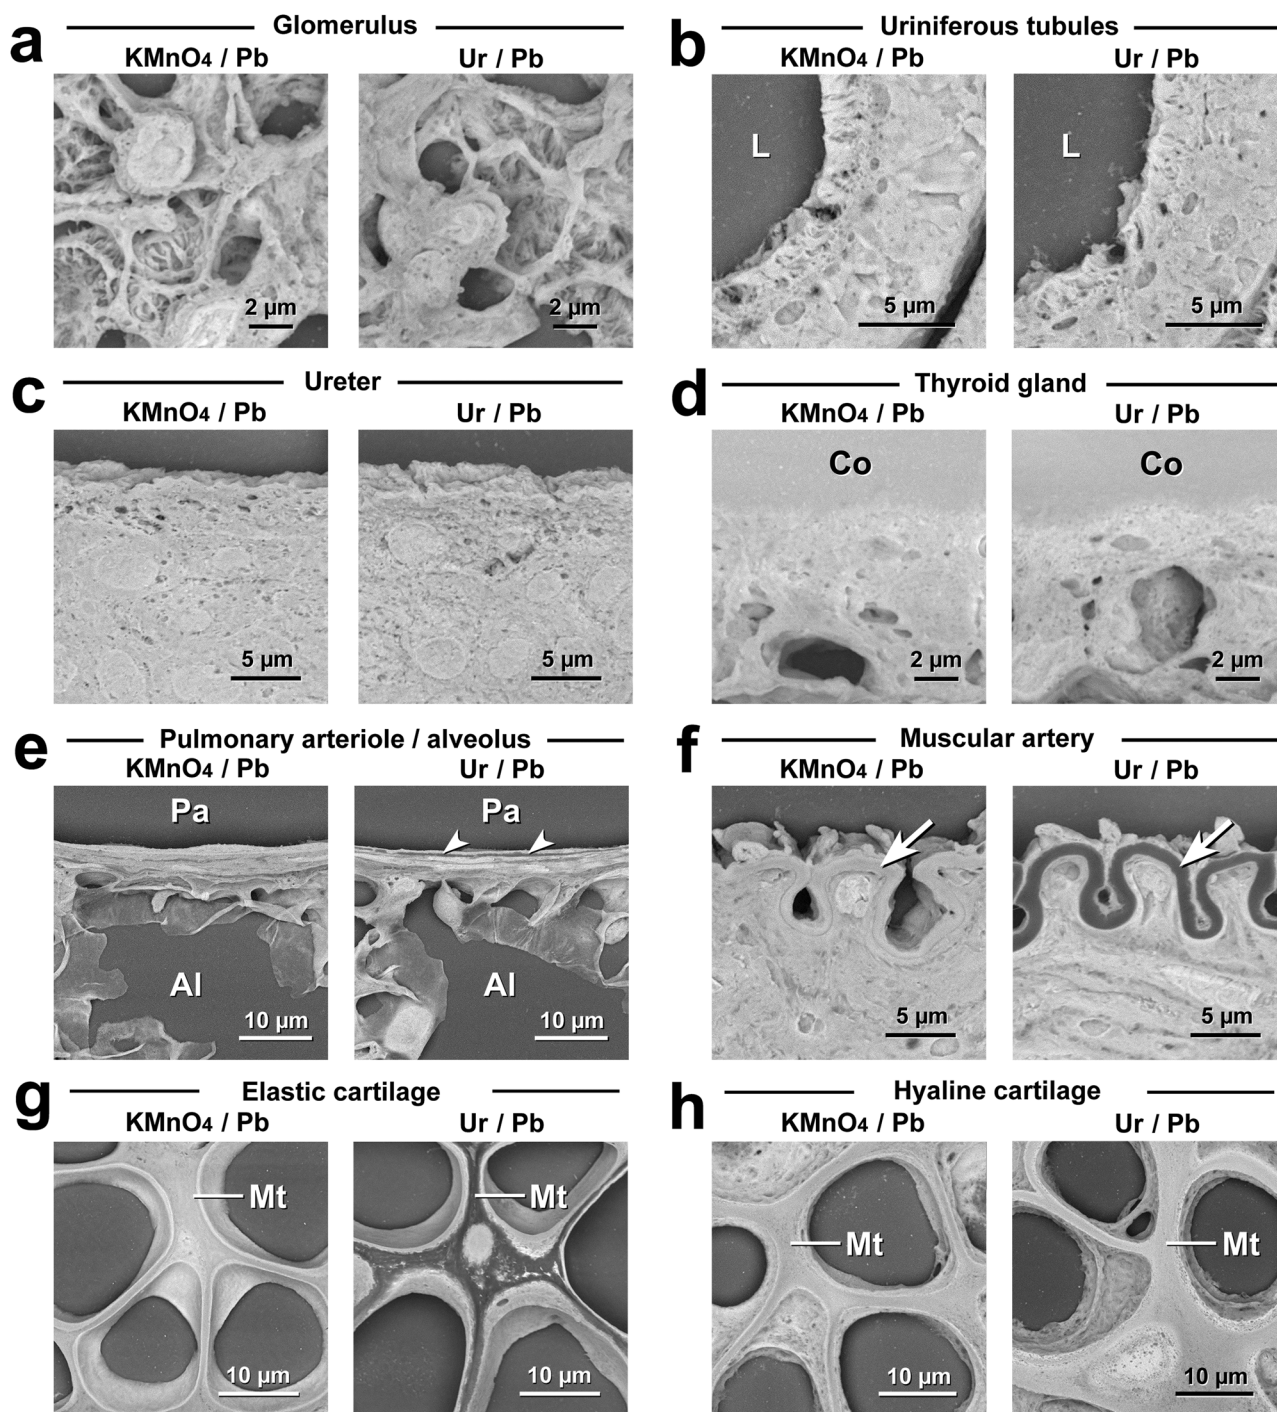 a Glomerulus
KMnO4 / Pb Ur / Pb
2 µm 2 µm
b Uriniferous tubules
KMnO4 / Pb Ur / Pb
L L
5 µm 5 µm
c Ureter
KMnO4 / Pb Ur / Pb
5 µm 5 µm
d Thyroid gland
KMnO4 / Pb Ur / Pb
Co Co
2 µm 2 µm
e Pulmonary arteriole / alveolus
KMnO4 / Pb Ur / Pb
Pa Pa
Al Al
10 µm 10 µm
f Muscular artery
KMnO4 / Pb Ur / Pb
5 µm 5 µm
g Elastic cartilage
KMnO4 / Pb Ur / Pb
Mt Mt
10 µm 10 µm
h Hyaline cartilage
KMnO4 / Pb Ur / Pb
Mt Mt
10 µm 10 µm